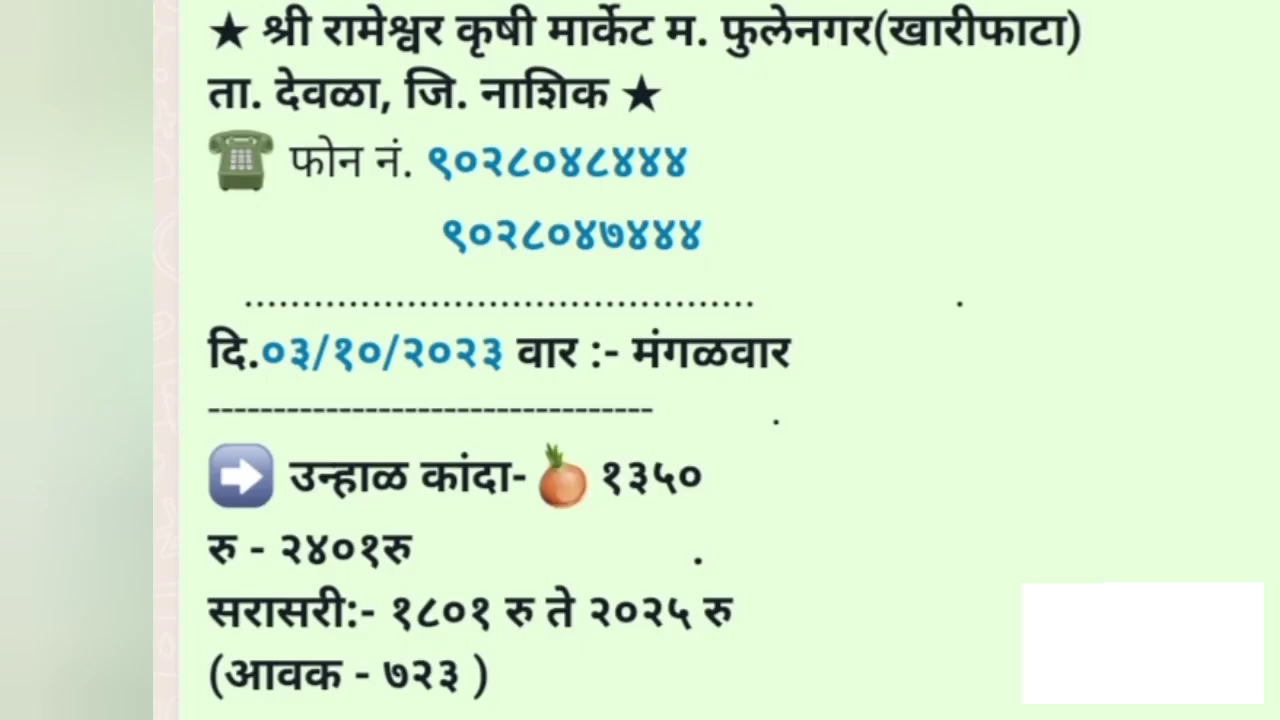 ★ श्री रामेश्वर कृषी मार्केट म. फुलेनगर(खारीफाटा)
ता. देवळा, जि. नाशिक ★
फोन नं. ९०२८०४८४४४
९०२८०४७४४४
............................................ .
दि.०३/१०/२०२३ वार :- मंगळवार
---------------------------------- .
उन्हाळ कांदा- १३५०
रु - २४०१रु .
सरासरी:- १८०१ रु ते २०२५ रु
(आवक - ७२३ )